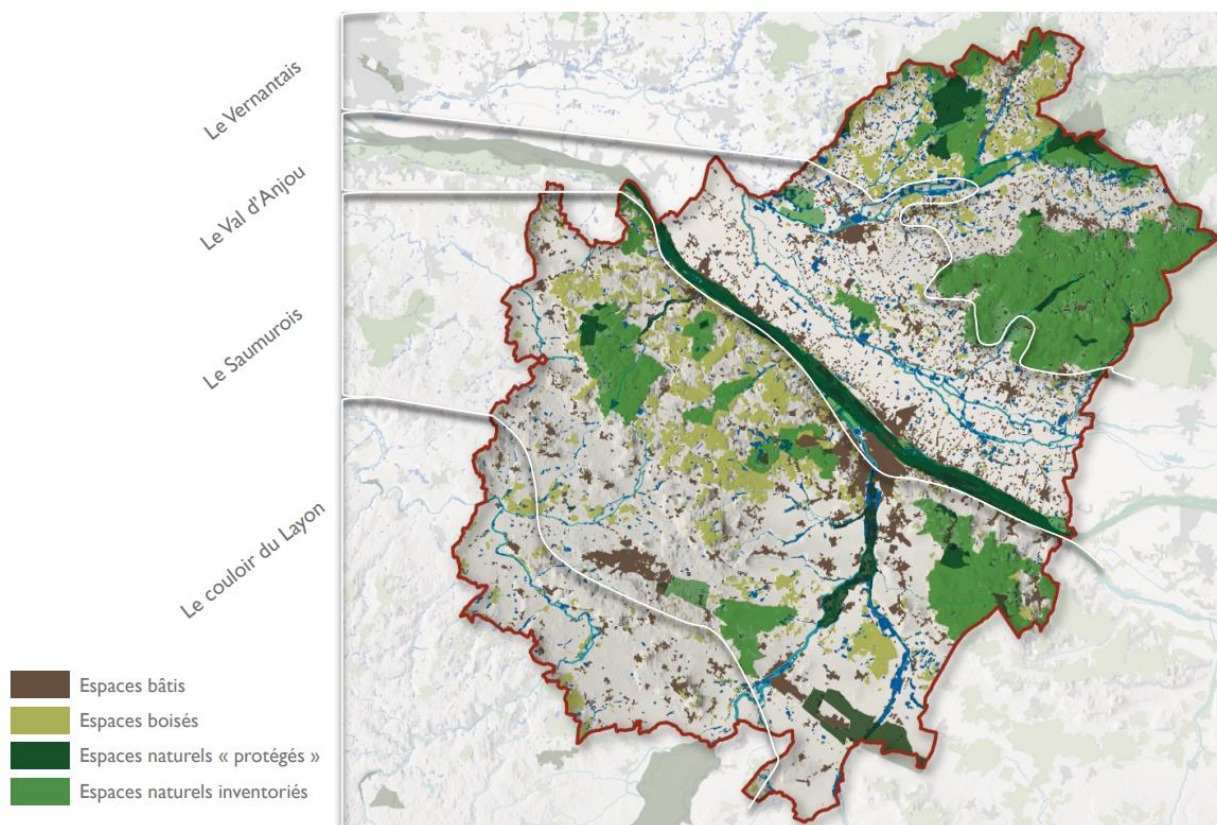 Le Vernantais
Le Val d'Anjou
Le Saumurois
Le couloir du Layon
Espaces bâtis
Espaces boisés
Espaces naturels « protégés »
Espaces naturels inventoriés